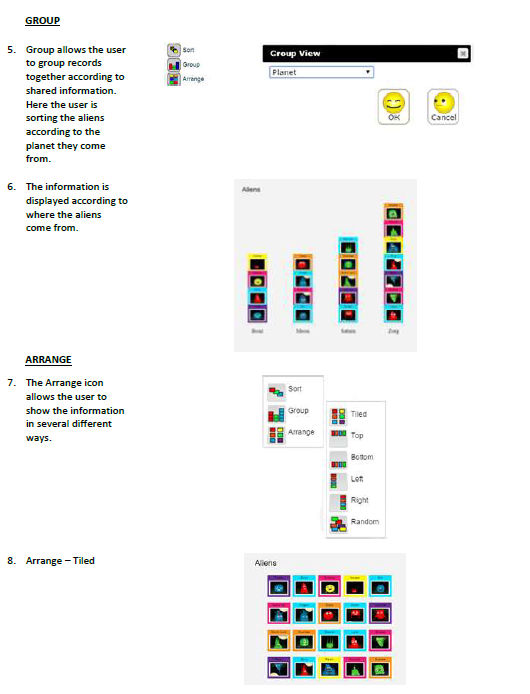 GROUP
5. Group allows the user
to group records
together according to
shared information.
Here the user is
sorting the aliens
according to the
planet they come
from.
Sort
Group
Arrange
Group View
Planet
OK
Cancel
6. The information is
displayed according to
where the aliens
come from.
Aliens
ARRANGE
7. The Arrange icon
allows the user to
show the information
in several different
ways.
Sort
Group
Arrange
Tiled
Top
Bottom
Left
Right
Random
8. Arrange – Tiled
Aliens